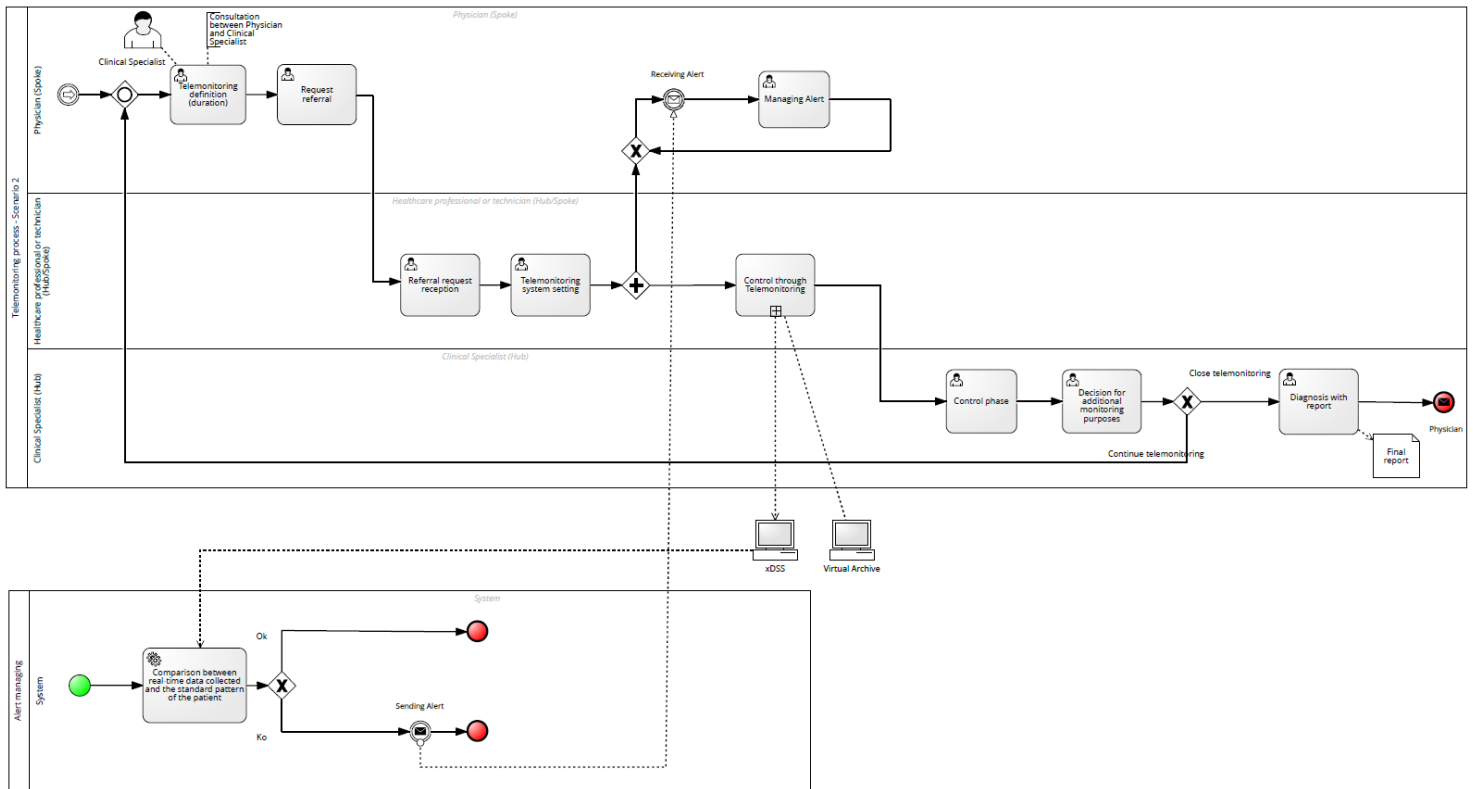 Telemonitoring process - Scenario 2
Physician (Spoke)
Physician (Spoke)
Consultation
between Physician
and Clinical
Specialist
Clinical Specialist
Telemonitoring
definition
(duration)
Request
referral
Receiving Alert
Managing Alert
Healthcare professional or technician
(Hub/Spoke)
Healthcare professional or technician (Hub/Spoke)
Referral request
reception
Telemonitoring
system setting
Control through
Telemonitoring
Clinical Specialist (Hub)
Clinical Specialist (Hub)
Control phase
Decision for
additional
monitoring
purposes
Close telemonitoring
Continue telemonitoring
Diagnosis with
report
Physician
Final
report
xDSS
Virtual Archive
Alert managing
System
System
Comparison between
real-time data collected
and the standard pattern
of the patient
Ok
Ko
Sending Alert